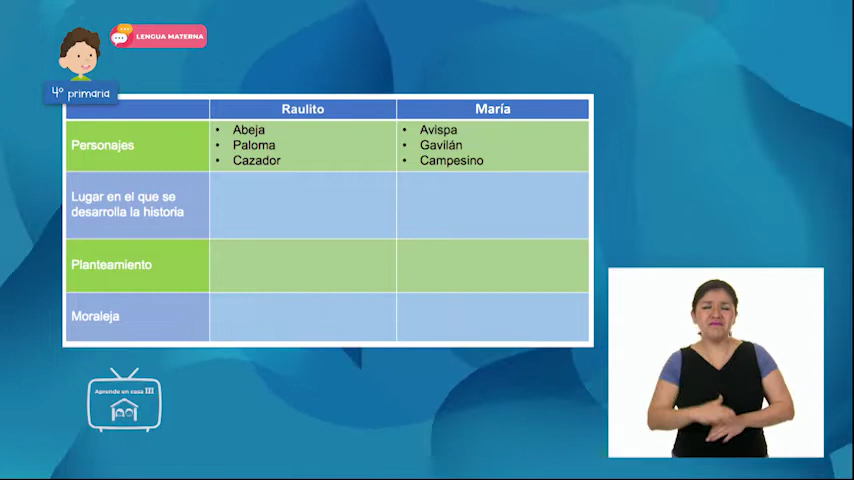 LENGUA MATERNA
4º primaria
Raulito
María
Personajes
• Abeja
• Paloma
• Cazador
• Avispa
• Gavilán
• Campesino
Lugar en el que se
desarrolla la historia
Planteamiento
Moraleja
Aprende en casa III